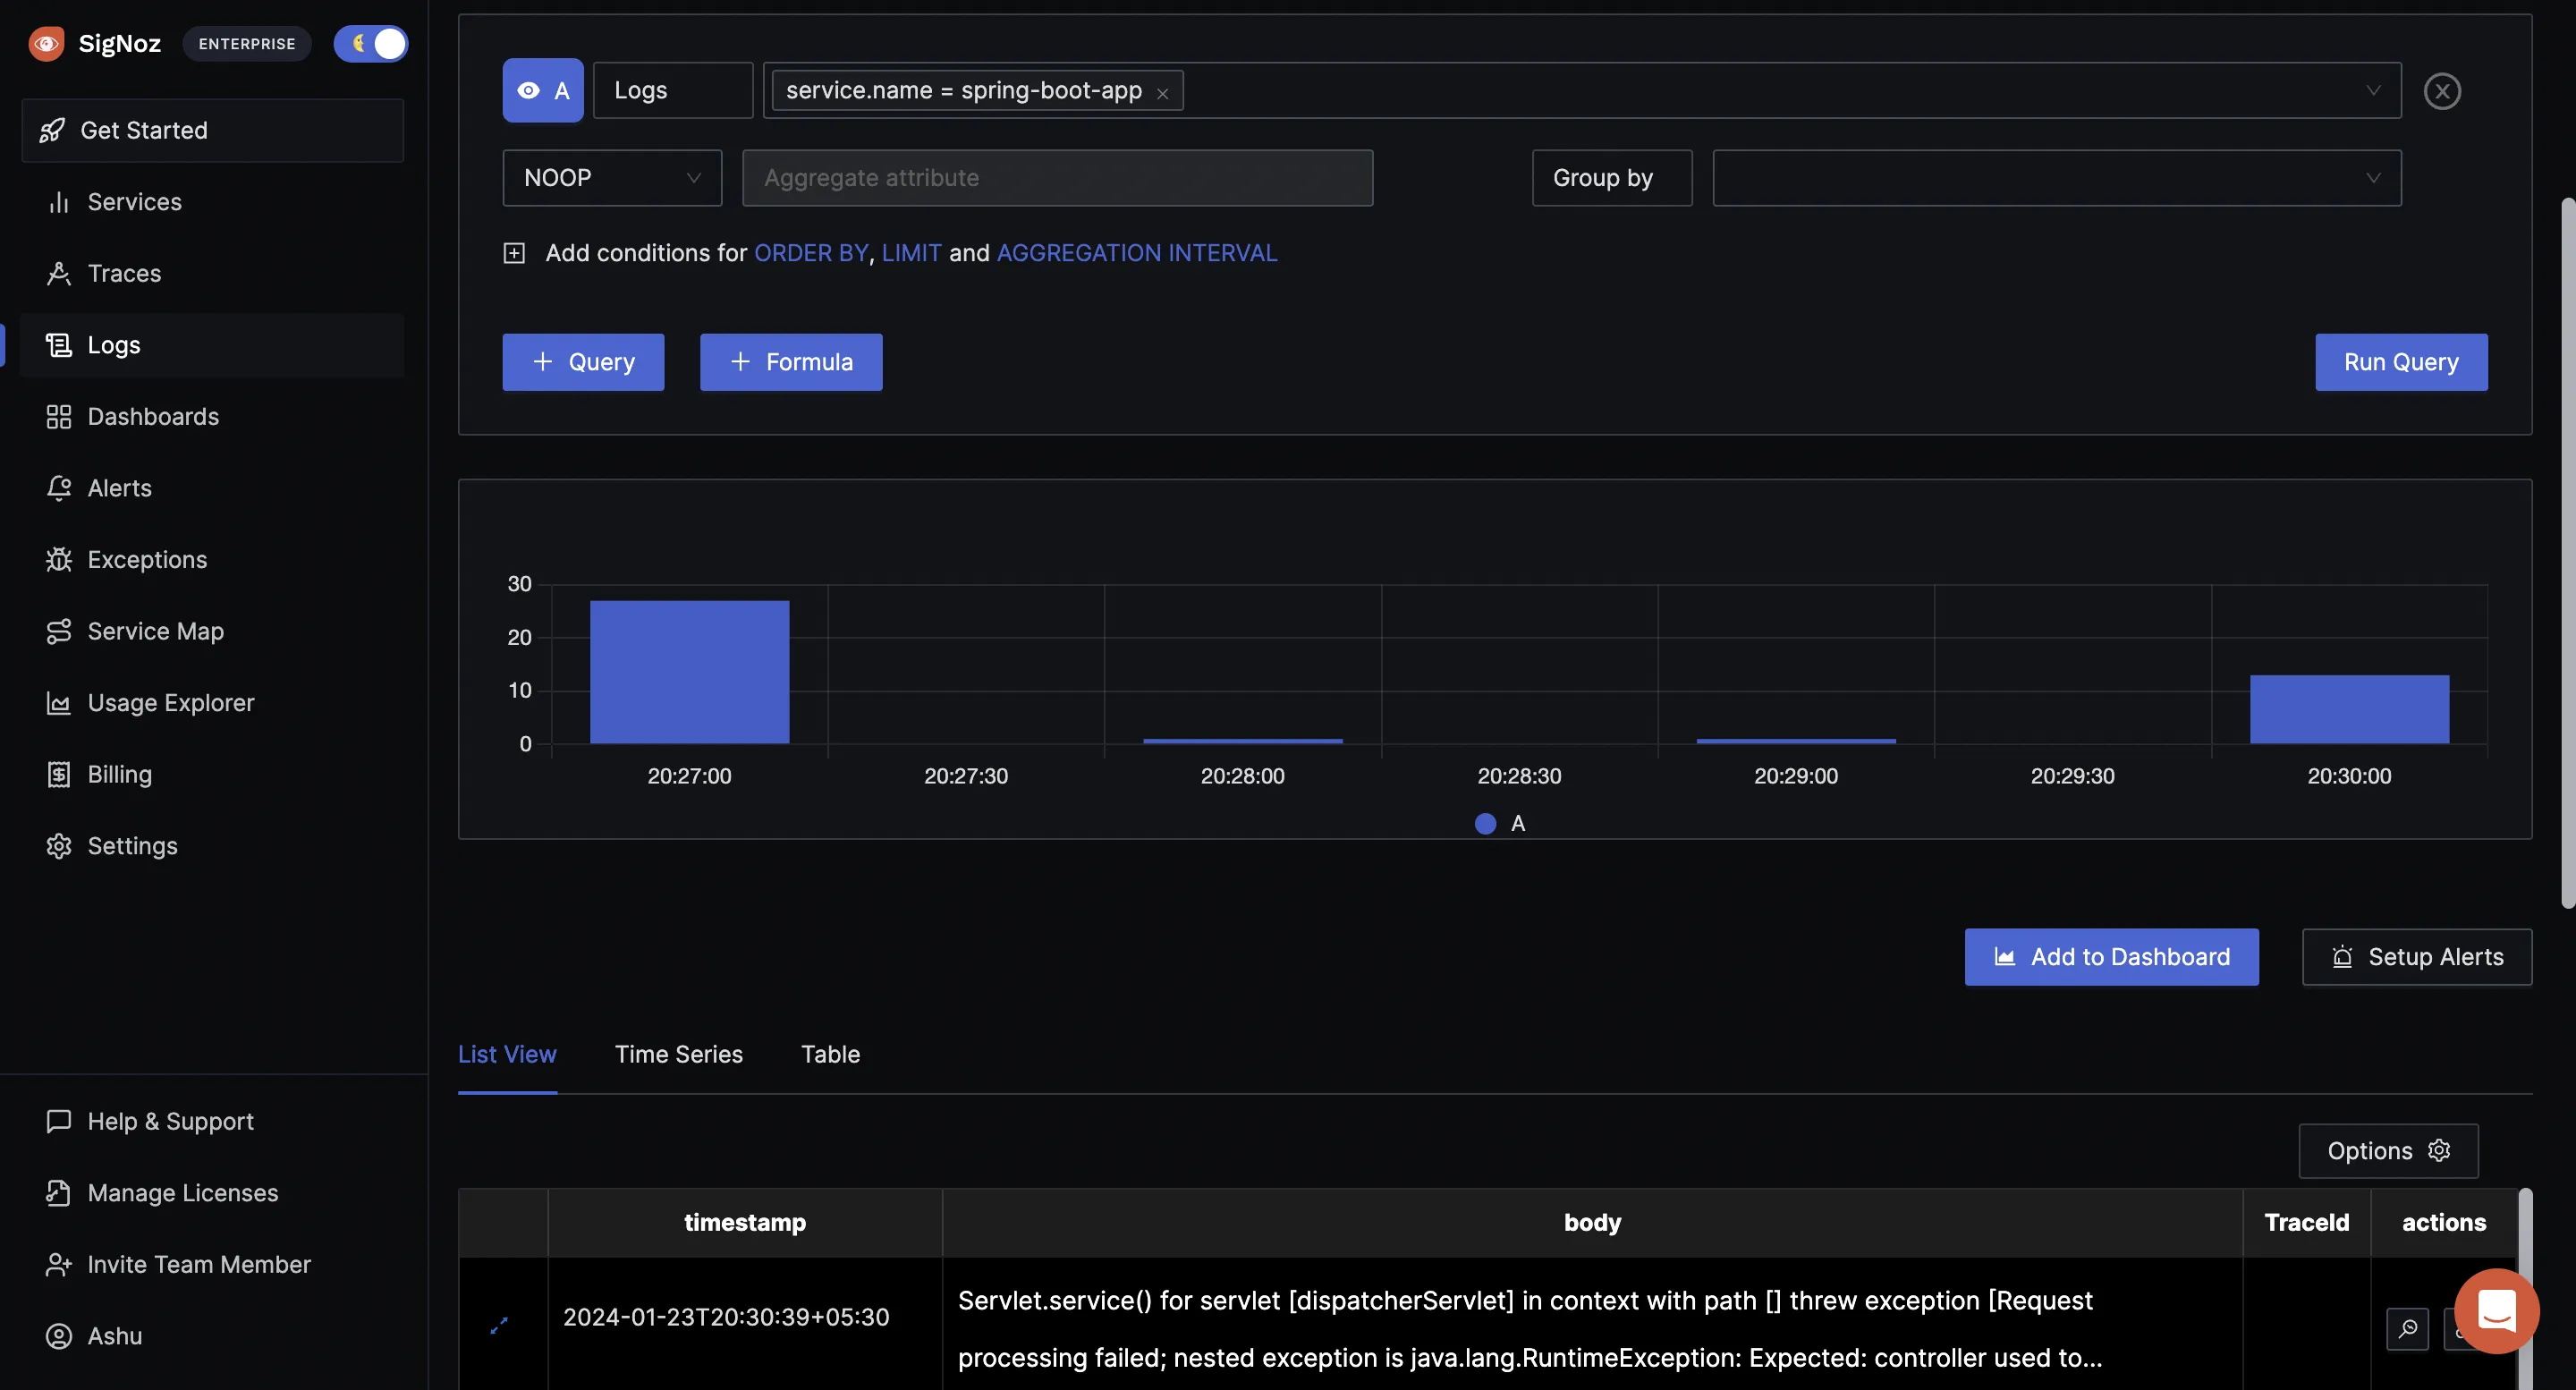 SigNoz ENTERPRISE
Get Started
Services
Traces
Logs
Dashboards
Alerts
Exceptions
Service Map
Usage Explorer
Billing
Settings
Help & Support
Manage Licenses
Invite Team Member
Ashu
A Logs service.name = spring-boot-app ×
NOOP Aggregate attribute Group by
Add conditions for ORDER BY, LIMIT and AGGREGATION INTERVAL
+ Query + Formula Run Query
30
20
10
0
20:27:00 20:27:30 20:28:00 20:28:30 20:29:00 20:29:30 20:30:00
A
Add to Dashboard Setup Alerts
List View Time Series Table
Options
timestamp body TraceId actions
2024-01-23T20:30:39+05:30
Servlet.service() for servlet [dispatcherServlet] in context with path [] threw exception [Request
processing failed; nested exception is java.lang.RuntimeException: Expected: controller used to...